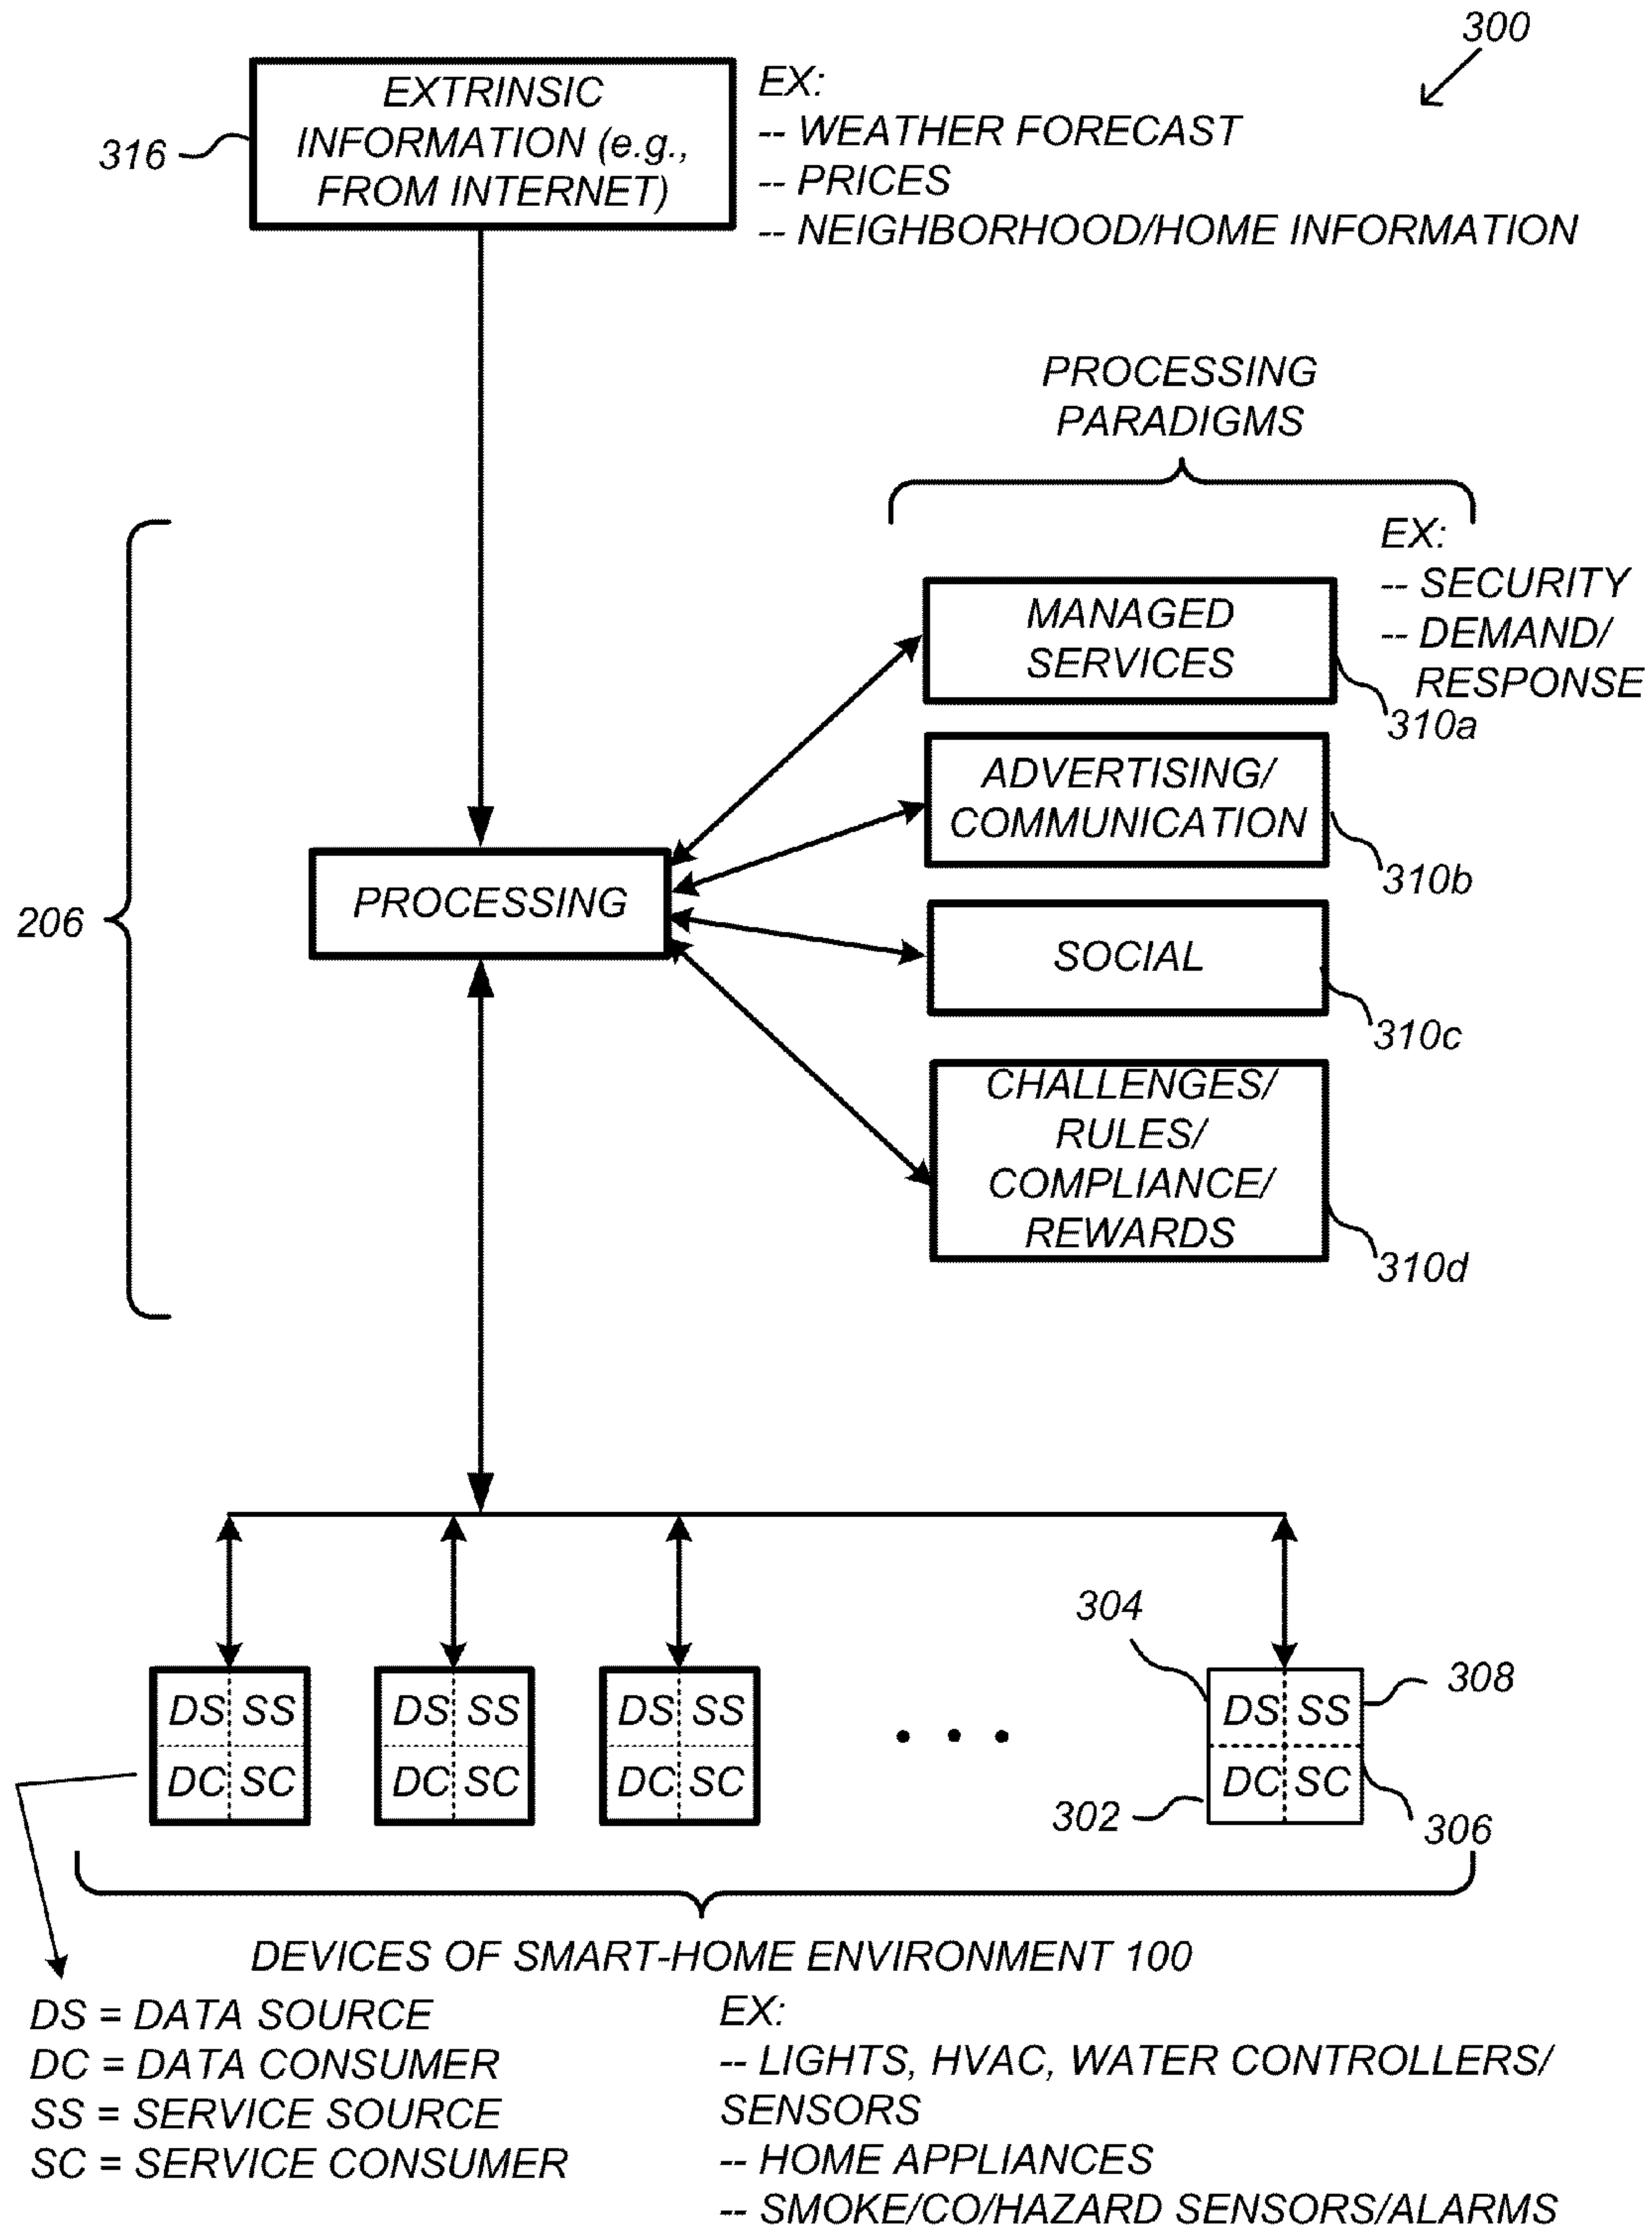 300
EXTRINSIC
INFORMATION (e.g.,
FROM INTERNET)
316
EX:
-- WEATHER FORECAST
-- PRICES
-- NEIGHBORHOOD/HOME INFORMATION
PROCESSING
PARADIGMS
EX:
-- SECURITY
-- DEMAND/
RESPONSE
MANAGED
SERVICES
310a
ADVERTISING/
COMMUNICATION
310b
PROCESSING
206
SOCIAL
310c
CHALLENGES/
RULES/
COMPLIANCE/
REWARDS
310d
304
308
DS SS
DC SC
DS SS
DC SC
DS SS
DC SC
. . .
DS SS
DC SC
302
306
DEVICES OF SMART-HOME ENVIRONMENT 100
DS = DATA SOURCE
DC = DATA CONSUMER
SS = SERVICE SOURCE
SC = SERVICE CONSUMER
EX:
-- LIGHTS, HVAC, WATER CONTROLLERS/
SENSORS
-- HOME APPLIANCES
-- SMOKE/CO/HAZARD SENSORS/ALARMS